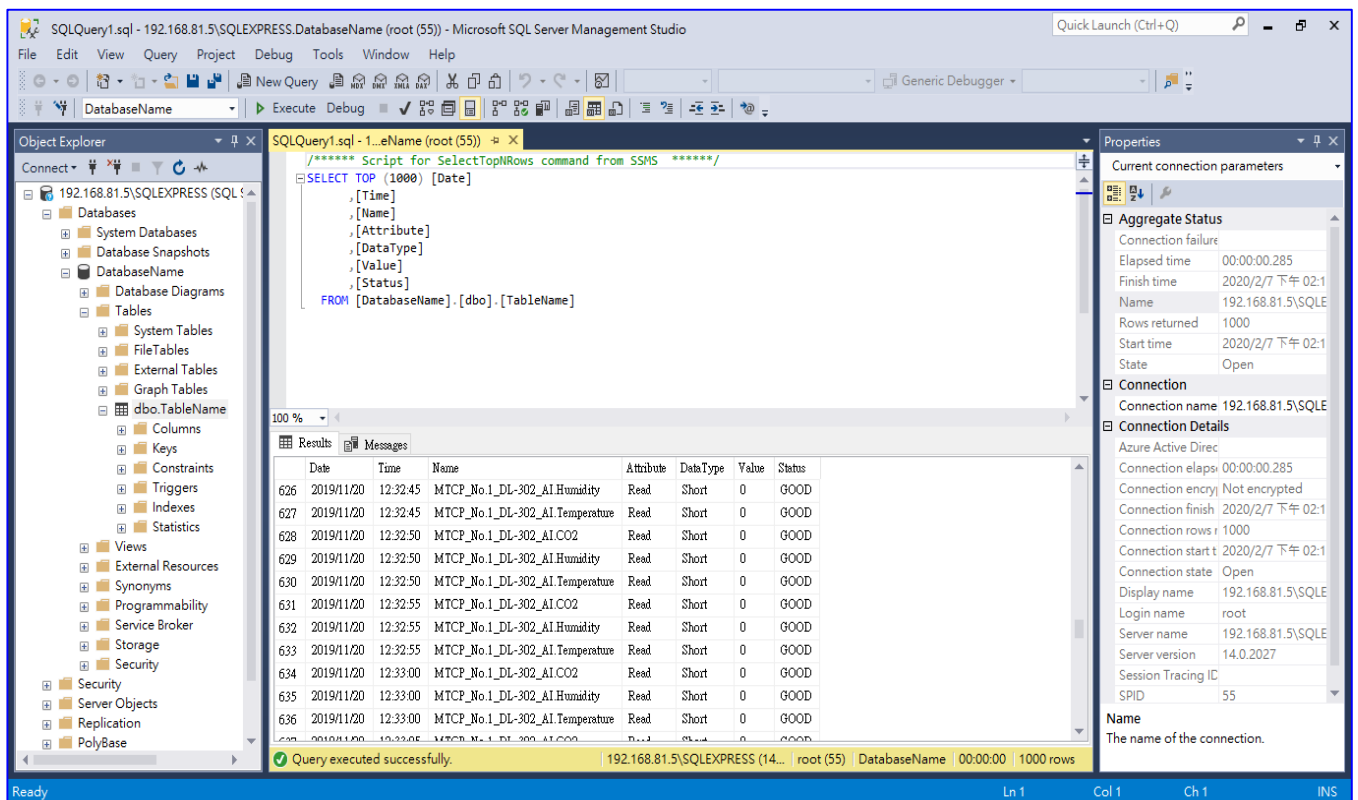 SQLQuery1.sql - 192.168.81.5\SQLEXPRESS.DatabaseName (root (55)) - Microsoft SQL Server Management Studio
Quick Launch (Ctrl+Q)
File Edit View Query Project Debug Tools Window Help
New Query MDX DMX XMLA DAX Generic Debugger
DatabaseName Execute Debug
Object Explorer
Connect
192.168.81.5\SQLEXPRESS (SQL
Databases
System Databases
Database Snapshots
DatabaseName
Database Diagrams
Tables
System Tables
FileTables
External Tables
Graph Tables
dbo.TableName
Columns
Keys
Constraints
Triggers
Indexes
Statistics
Views
External Resources
Synonyms
Programmability
Service Broker
Storage
Security
Security
Server Objects
Replication
PolyBase
SQLQuery1.sql - 1...eName (root (55))
/****** Script for SelectTopNRows command from SSMS ******/
SELECT TOP (1000) [Date]
,[Time]
,[Name]
,[Attribute]
,[DataType]
,[Value]
,[Status]
FROM [DatabaseName].[dbo].[TableName]
100 %
Results Messages
Date Time Name Attribute DataType Value Status
626 2019/11/20 12:32:45 MTCP_No.1_DL-302_AI.Humidity Read Short 0 GOOD
627 2019/11/20 12:32:45 MTCP_No.1_DL-302_AI.Temperature Read Short 0 GOOD
628 2019/11/20 12:32:50 MTCP_No.1_DL-302_AI.CO2 Read Short 0 GOOD
629 2019/11/20 12:32:50 MTCP_No.1_DL-302_AI.Humidity Read Short 0 GOOD
630 2019/11/20 12:32:50 MTCP_No.1_DL-302_AI.Temperature Read Short 0 GOOD
631 2019/11/20 12:32:55 MTCP_No.1_DL-302_AI.CO2 Read Short 0 GOOD
632 2019/11/20 12:32:55 MTCP_No.1_DL-302_AI.Humidity Read Short 0 GOOD
633 2019/11/20 12:32:55 MTCP_No.1_DL-302_AI.Temperature Read Short 0 GOOD
634 2019/11/20 12:33:00 MTCP_No.1_DL-302_AI.CO2 Read Short 0 GOOD
635 2019/11/20 12:33:00 MTCP_No.1_DL-302_AI.Humidity Read Short 0 GOOD
636 2019/11/20 12:33:00 MTCP_No.1_DL-302_AI.Temperature Read Short 0 GOOD
Query executed successfully. 192.168.81.5\SQLEXPRESS (14... root (55) DatabaseName 00:00:00 1000 rows
Properties
Current connection parameters
Aggregate Status
Connection failure
Elapsed time 00:00:00.285
Finish time 2020/2/7 下午 02:1
Name 192.168.81.5\SQLE
Rows returned 1000
Start time 2020/2/7 下午 02:1
State Open
Connection
Connection name 192.168.81.5\SQLE
Connection Details
Azure Active Direc
Connection elaps 00:00:00.285
Connection encry Not encrypted
Connection finish 2020/2/7 下午 02:1
Connection rows 1000
Connection start t 2020/2/7 下午 02:1
Connection state Open
Display name 192.168.81.5\SQLE
Login name root
Server name 192.168.81.5\SQLE
Server version 14.0.2027
Session Tracing ID
SPID 55
Name
The name of the connection.
Ready Ln 1 Col 1 Ch 1 INS